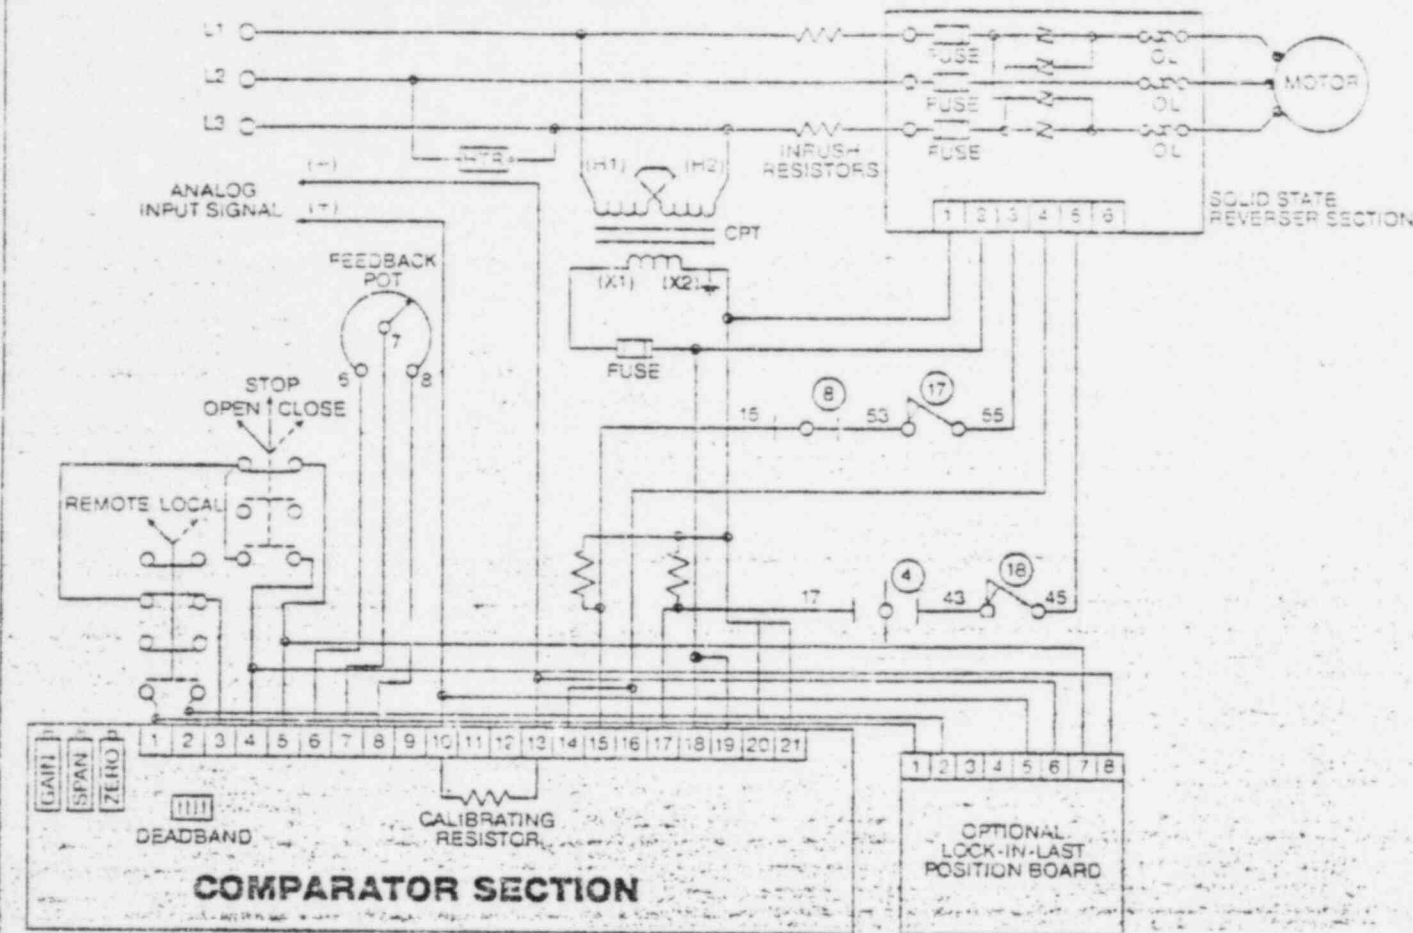 L1
FUSE
OL
L2
FUSE
OL
MOTOR
L3
FUSE
OL
HTR
INRUSH
RESISTORS
(H1) (H2)
(-)
ANALOG
INPUT SIGNAL
(+)
CPT
1 2 3 4 5 6
SOLID STATE
REVERSER SECTION
FEEDBACK
POT
(X1) (X2)
7
6
8
FUSE
STOP
OPEN CLOSE
15
8
53
17
55
REMOTE LOCAL
17
4
43
18
45
1 2 3 4 5 6 7 8 9 10 11 12 13 14 15 16 17 18 19 20 21
GAIN
SPAN
ZERO
DEADBAND
CALIBRATING
RESISTOR
COMPARATOR SECTION
1 2 3 4 5 6 7 8
OPTIONAL
LOCK-IN-LAST
POSITION BOARD